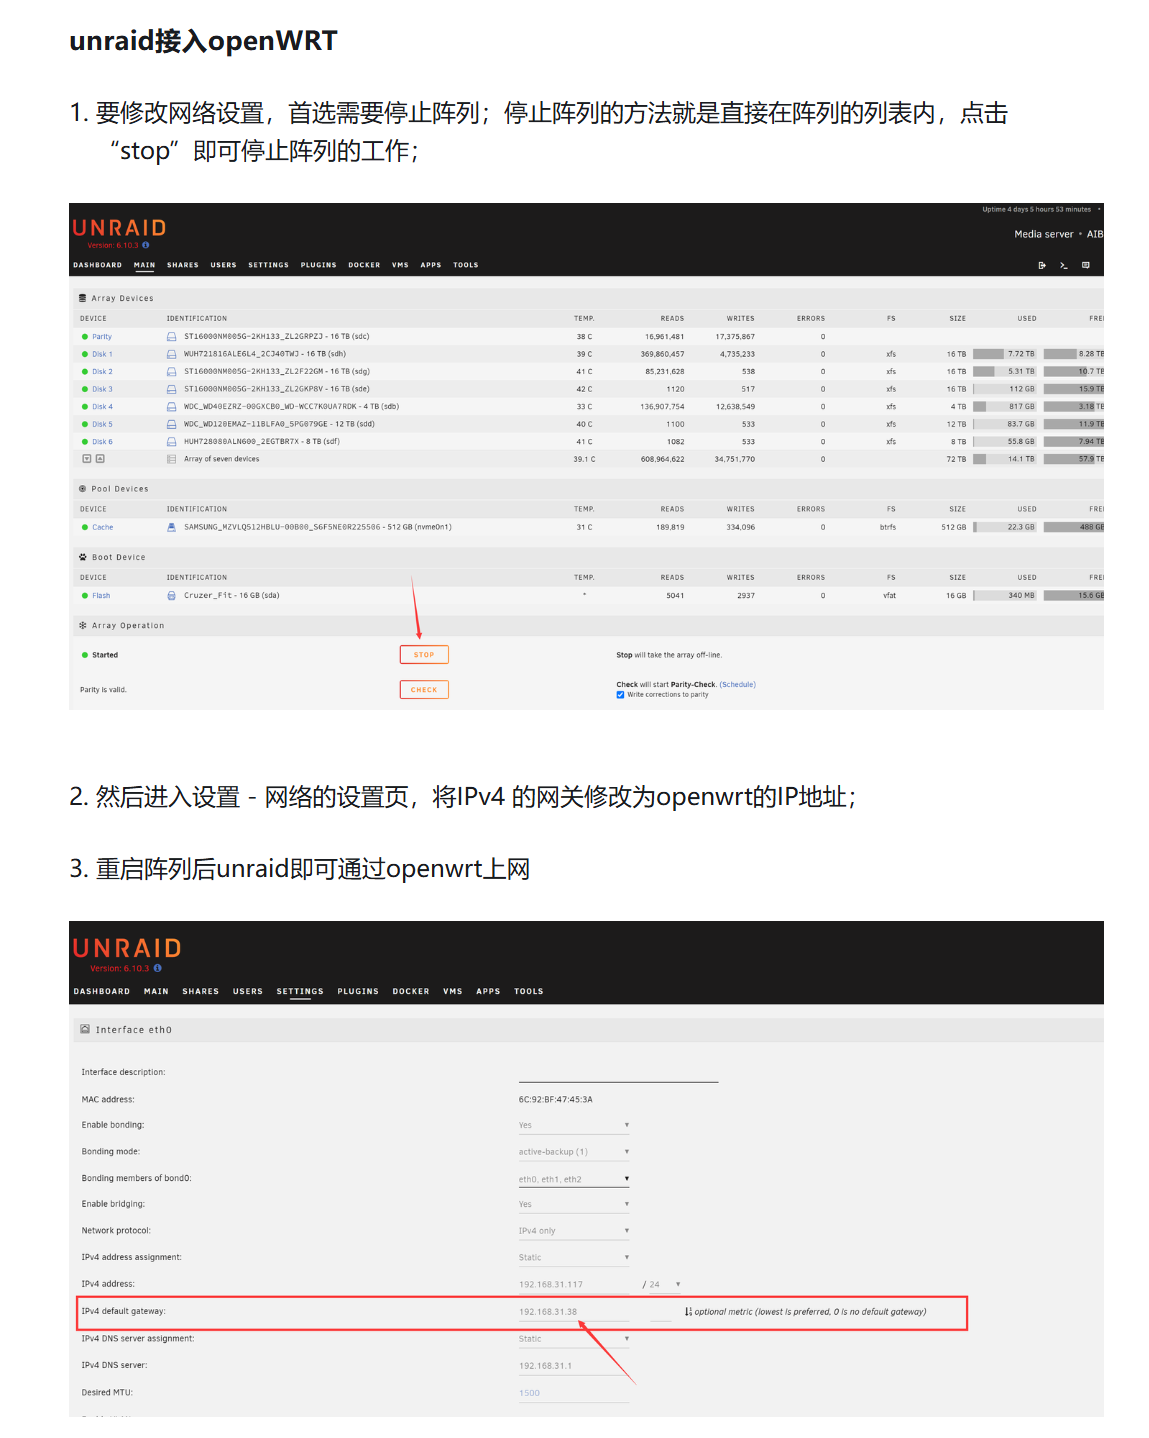 unraid接入openWRT
1. 要修改网络设置，首选需要停止阵列；停止阵列的方法就是直接在阵列的列表内，点击
“stop”即可停止阵列的工作；
Uptime 4 days 5 hours 53 minutes •
UNRAID
Version: 6.10.3
Media server • AIB
DASHBOARD MAIN SHARES USERS SETTINGS PLUGINS DOCKER VMS APPS TOOLS
Array Devices
DEVICE IDENTIFICATION TEMP. READS WRITES ERRORS FS SIZE USED FREE
Parity ST16000NM005G-2KH133_ZL2GRPZJ - 16 TB (sdc) 38 C 16,961,481 17,375,867 0
Disk 1 WUH721816ALE6L4_2CJ40TWJ - 16 TB (sdh) 39 C 369,860,457 4,735,233 0 xfs 16 TB 7.72 TB 8.28 TB
Disk 2 ST16000NM005G-2KH133_ZL2F22GM - 16 TB (sdg) 41 C 85,231,628 538 0 xfs 16 TB 5.31 TB 10.7 TB
Disk 3 ST16000NM005G-2KH133_ZL2GKP8V - 16 TB (sde) 42 C 1120 517 0 xfs 16 TB 112 GB 15.9 TB
Disk 4 WDC_WD40EZRZ-00GXCB0_WD-WCC7K0UA7RDK - 4 TB (sdb) 33 C 136,907,754 12,638,549 0 xfs 4 TB 817 GB 3.18 TB
Disk 5 WDC_WD120EMAZ-11BLFA0_5PG079GE - 12 TB (sdd) 40 C 1100 533 0 xfs 12 TB 83.7 GB 11.9 TB
Disk 6 HUH728080ALN600_2EGTBR7X - 8 TB (sdf) 41 C 1082 533 0 xfs 8 TB 55.8 GB 7.94 TB
Array of seven devices 39.1 C 608,964,622 34,751,770 0 72 TB 14.1 TB 57.9 TB
Pool Devices
DEVICE IDENTIFICATION TEMP. READS WRITES ERRORS FS SIZE USED FREE
Cache SAMSUNG_MZVLQ512HBLU-00B00_S6F5NE0R225506 - 512 GB (nvme0n1) 31 C 189,819 334,096 0 btrfs 512 GB 22.3 GB 488 GB
Boot Device
DEVICE IDENTIFICATION TEMP. READS WRITES ERRORS FS SIZE USED FREE
Flash Cruzer_Fit - 16 GB (sda) * 5041 2937 0 vfat 16 GB 340 MB 15.6 GB
Array Operation
Started STOP Stop will take the array off-line.
Parity is valid. CHECK Check will start Parity-Check. (Schedule)
Write corrections to parity
2. 然后进入设置 - 网络的设置页，将IPv4 的网关修改为openwrt的IP地址；
3. 重启阵列后unraid即可通过openwrt上网
UNRAID
Version: 6.10.3
DASHBOARD MAIN SHARES USERS SETTINGS PLUGINS DOCKER VMS APPS TOOLS
Interface eth0
Interface description:
MAC address: 6C:92:BF:47:45:3A
Enable bonding: Yes
Bonding mode: active-backup (1)
Bonding members of bond0: eth0, eth1, eth2
Enable bridging: Yes
Network protocol: IPv4 only
IPv4 address assignment: Static
IPv4 address: 192.168.31.117 / 24
IPv4 default gateway: 192.168.31.38 optional metric (lowest is preferred, 0 is no default gateway)
IPv4 DNS server assignment: Static
IPv4 DNS server: 192.168.31.1
Desired MTU: 1500